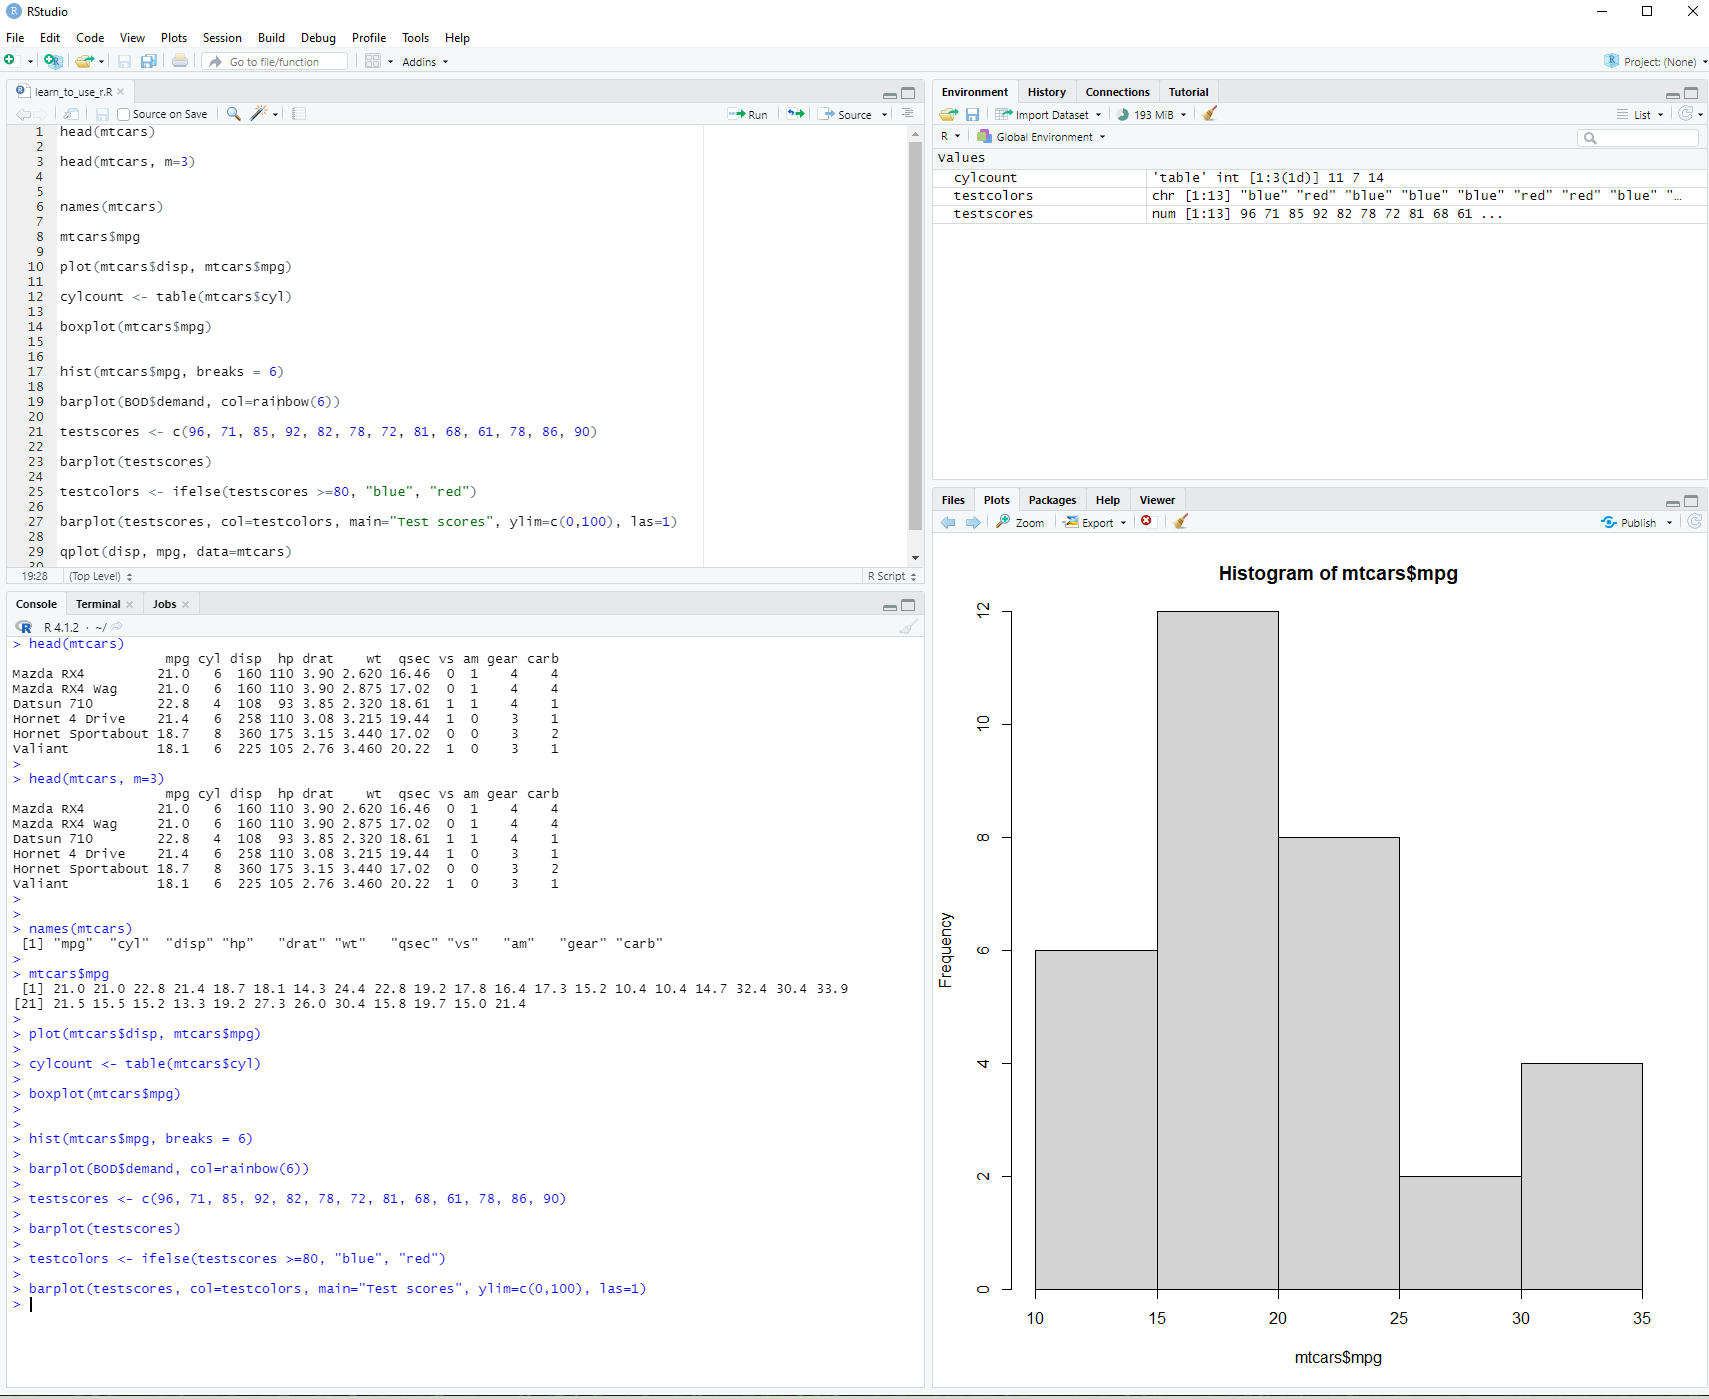 RStudio
File Edit Code View Plots Session Build Debug Profile Tools Help
Go to file/function Addins Project: (None)
learn_to_use_r.R
Source on Save Run Source
1 head(mtcars)
2
3 head(mtcars, m=3)
4
5
6 names(mtcars)
7
8 mtcars$mpg
9
10 plot(mtcars$disp, mtcars$mpg)
11
12 cylcount <- table(mtcars$cyl)
13
14 boxplot(mtcars$mpg)
15
16
17 hist(mtcars$mpg, breaks = 6)
18
19 barplot(BOD$demand, col=rainbow(6))
20
21 testscores <- c(96, 71, 85, 92, 82, 78, 72, 81, 68, 61, 78, 86, 90)
22
23 barplot(testscores)
24
25 testcolors <- ifelse(testscores >=80, "blue", "red")
26
27 barplot(testscores, col=testcolors, main="Test scores", ylim=c(0,100), las=1)
28
29 qplot(disp, mpg, data=mtcars)
30
19:28 (Top Level) R Script
Console Terminal Jobs
R 4.1.2 · ~/
> head(mtcars)
mpg cyl disp hp drat wt qsec vs am gear carb
Mazda RX4 21.0 6 160 110 3.90 2.620 16.46 0 1 4 4
Mazda RX4 Wag 21.0 6 160 110 3.90 2.875 17.02 0 1 4 4
Datsun 710 22.8 4 108 93 3.85 2.320 18.61 1 1 4 1
Hornet 4 Drive 21.4 6 258 110 3.08 3.215 19.44 1 0 3 1
Hornet Sportabout 18.7 8 360 175 3.15 3.440 17.02 0 0 3 2
Valiant 18.1 6 225 105 2.76 3.460 20.22 1 0 3 1
>
> head(mtcars, m=3)
mpg cyl disp hp drat wt qsec vs am gear carb
Mazda RX4 21.0 6 160 110 3.90 2.620 16.46 0 1 4 4
Mazda RX4 Wag 21.0 6 160 110 3.90 2.875 17.02 0 1 4 4
Datsun 710 22.8 4 108 93 3.85 2.320 18.61 1 1 4 1
Hornet 4 Drive 21.4 6 258 110 3.08 3.215 19.44 1 0 3 1
Hornet Sportabout 18.7 8 360 175 3.15 3.440 17.02 0 0 3 2
Valiant 18.1 6 225 105 2.76 3.460 20.22 1 0 3 1
>
>
> names(mtcars)
[1] "mpg" "cyl" "disp" "hp" "drat" "wt" "qsec" "vs" "am" "gear" "carb"
>
> mtcars$mpg
[1] 21.0 21.0 22.8 21.4 18.7 18.1 14.3 24.4 22.8 19.2 17.8 16.4 17.3 15.2 10.4 10.4 14.7 32.4 30.4 33.9
[21] 21.5 15.5 15.2 13.3 19.2 27.3 26.0 30.4 15.8 19.7 15.0 21.4
>
> plot(mtcars$disp, mtcars$mpg)
>
> cylcount <- table(mtcars$cyl)
>
> boxplot(mtcars$mpg)
>
>
> hist(mtcars$mpg, breaks = 6)
>
> barplot(BOD$demand, col=rainbow(6))
>
> testscores <- c(96, 71, 85, 92, 82, 78, 72, 81, 68, 61, 78, 86, 90)
>
> barplot(testscores)
>
> testcolors <- ifelse(testscores >=80, "blue", "red")
>
> barplot(testscores, col=testcolors, main="Test scores", ylim=c(0,100), las=1)
>
Environment History Connections Tutorial
Import Dataset 193 MiB List
R Global Environment
Values
cylcount 'table' int [1:3(1d)] 11 7 14
testcolors chr [1:13] "blue" "red" "blue" "blue" "blue" "red" "red" "blue" "…
testscores num [1:13] 96 71 85 92 82 78 72 81 68 61 ...
Files Plots Packages Help Viewer
Zoom Export Publish
Histogram of mtcars$mpg
Frequency
12
10
8
6
4
2
0
10 15 20 25 30 35
mtcars$mpg